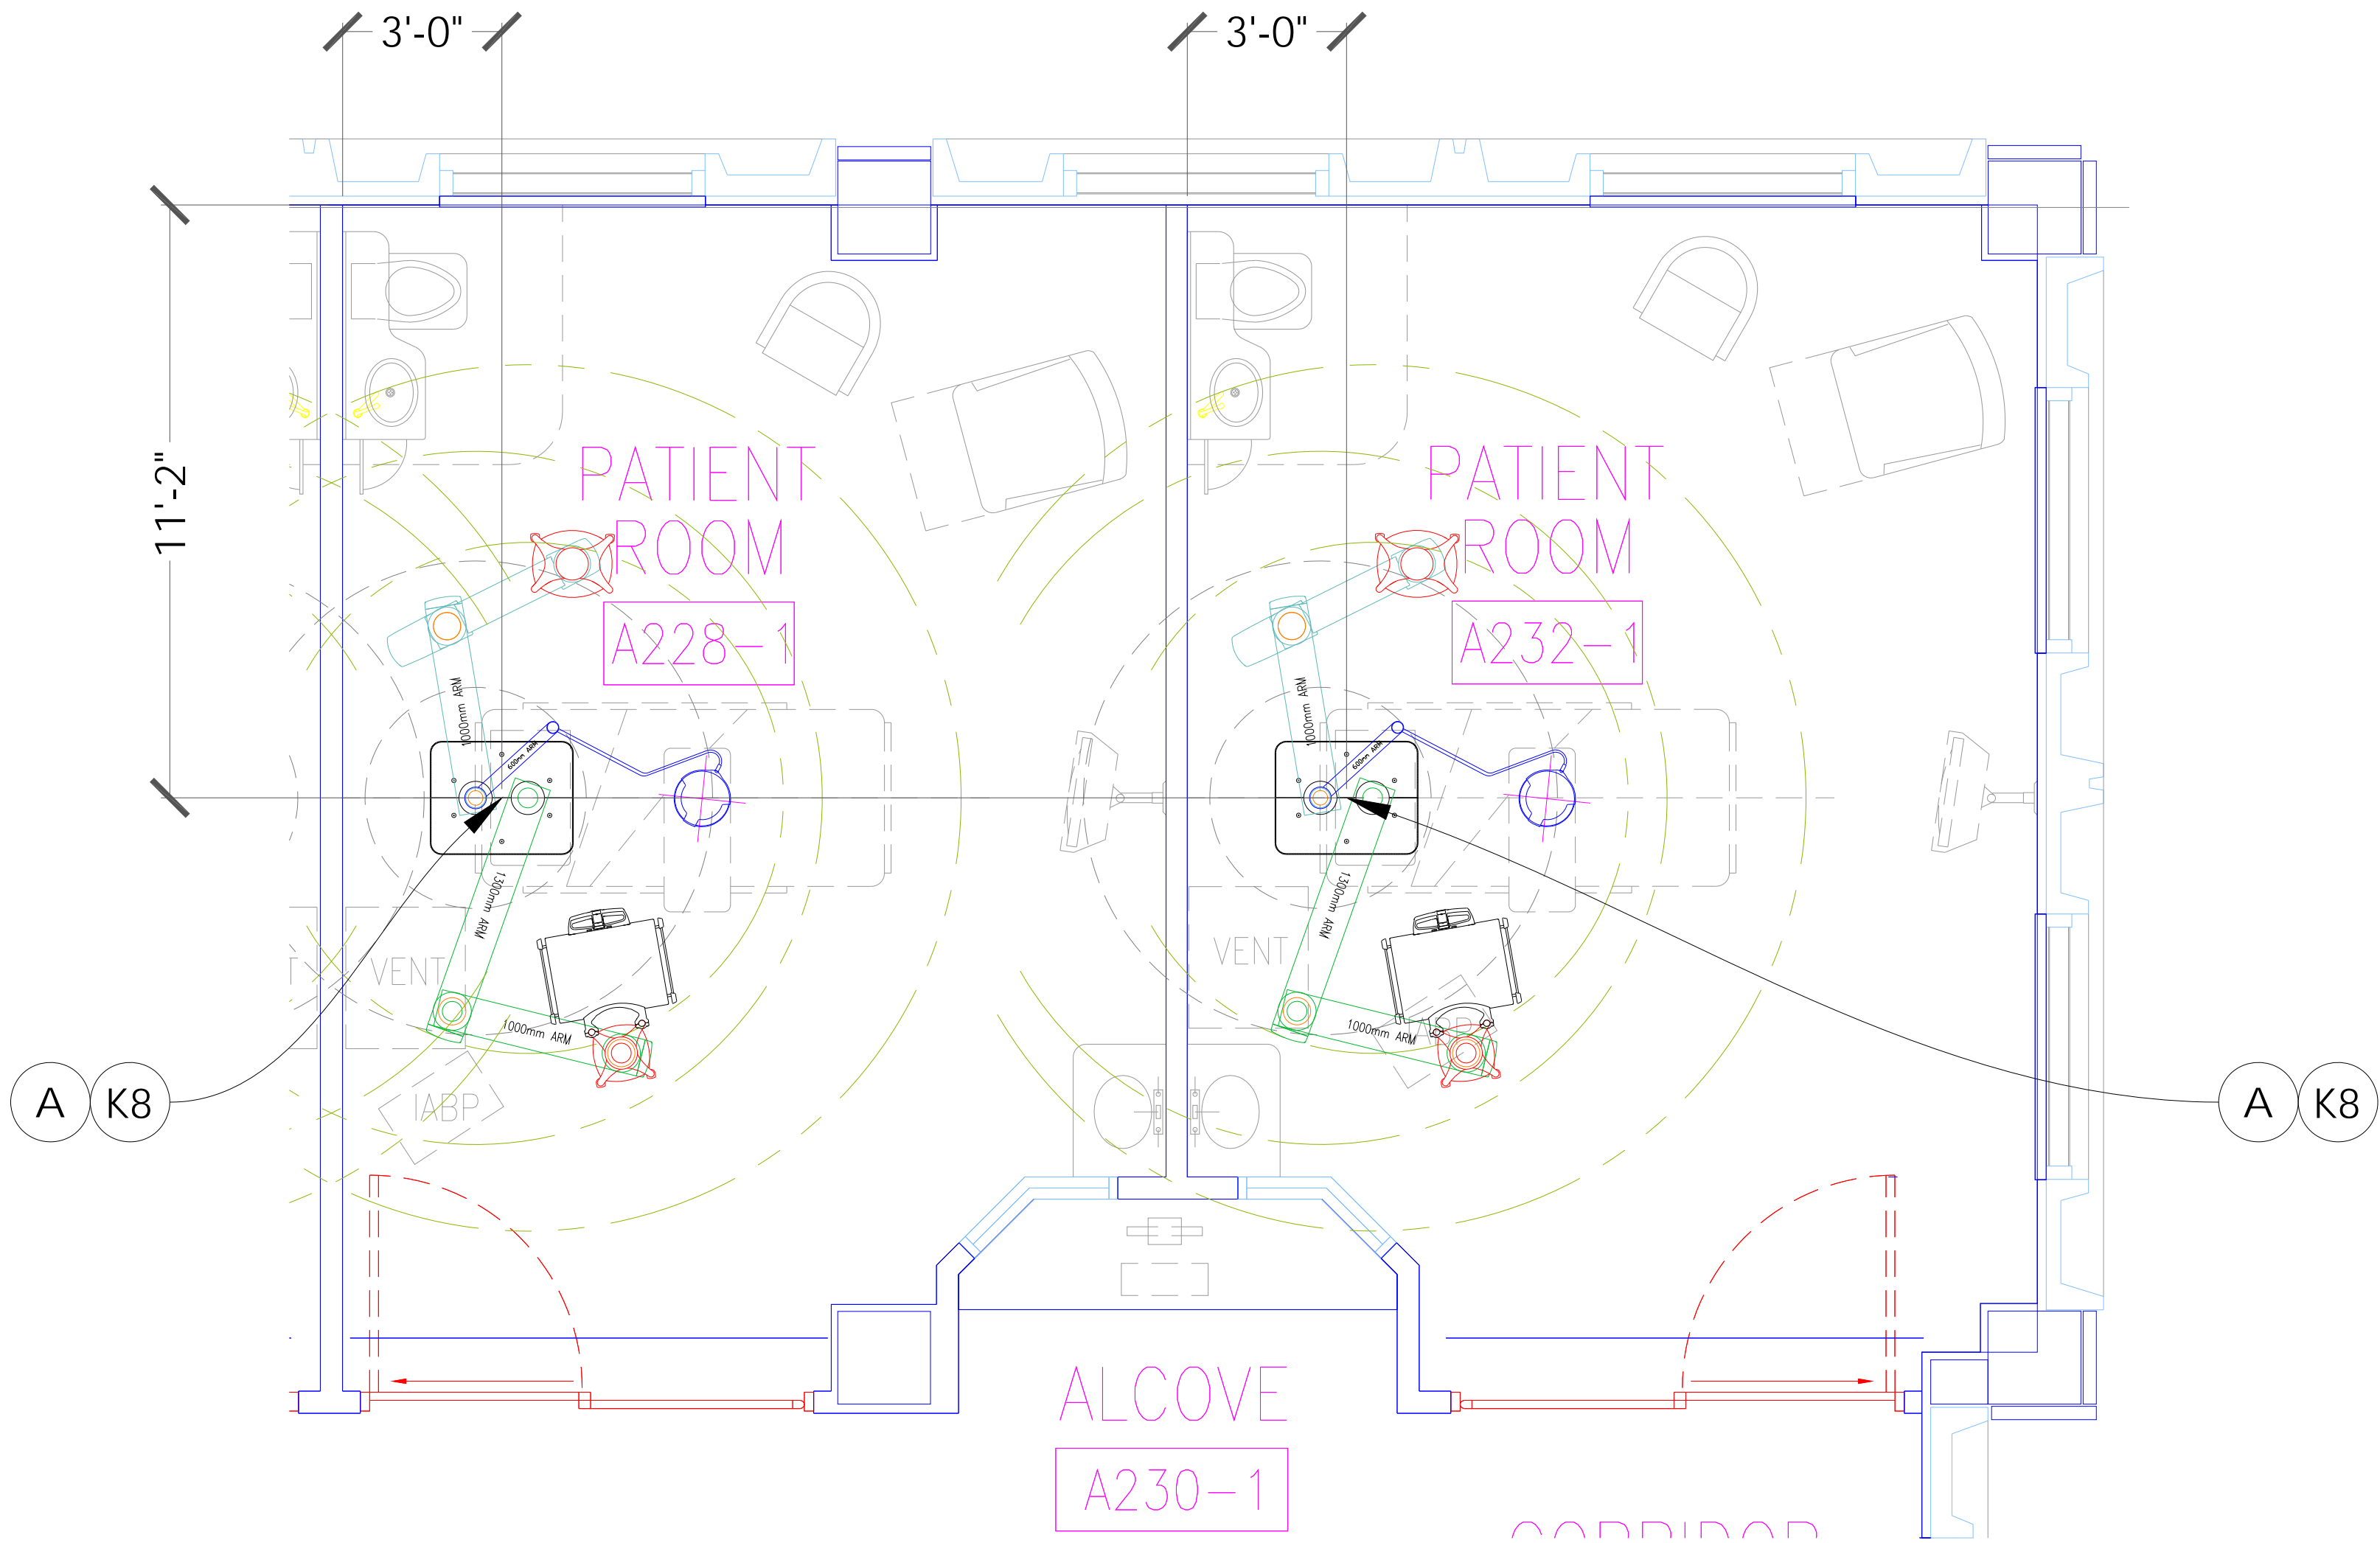 3'-0"
3'-0"
11'-2"
PATIENT
ROOM
A228-1
PATIENT
ROOM
A232-1
1000mm ARM
600mm ARM
1300mm ARM
1000mm ARM
1000mm ARM
600mm ARM
1300mm ARM
1000mm ARM
VENT
VENT
IABP
A
K8
A
K8
ALCOVE
A230-1
CORRIDOR